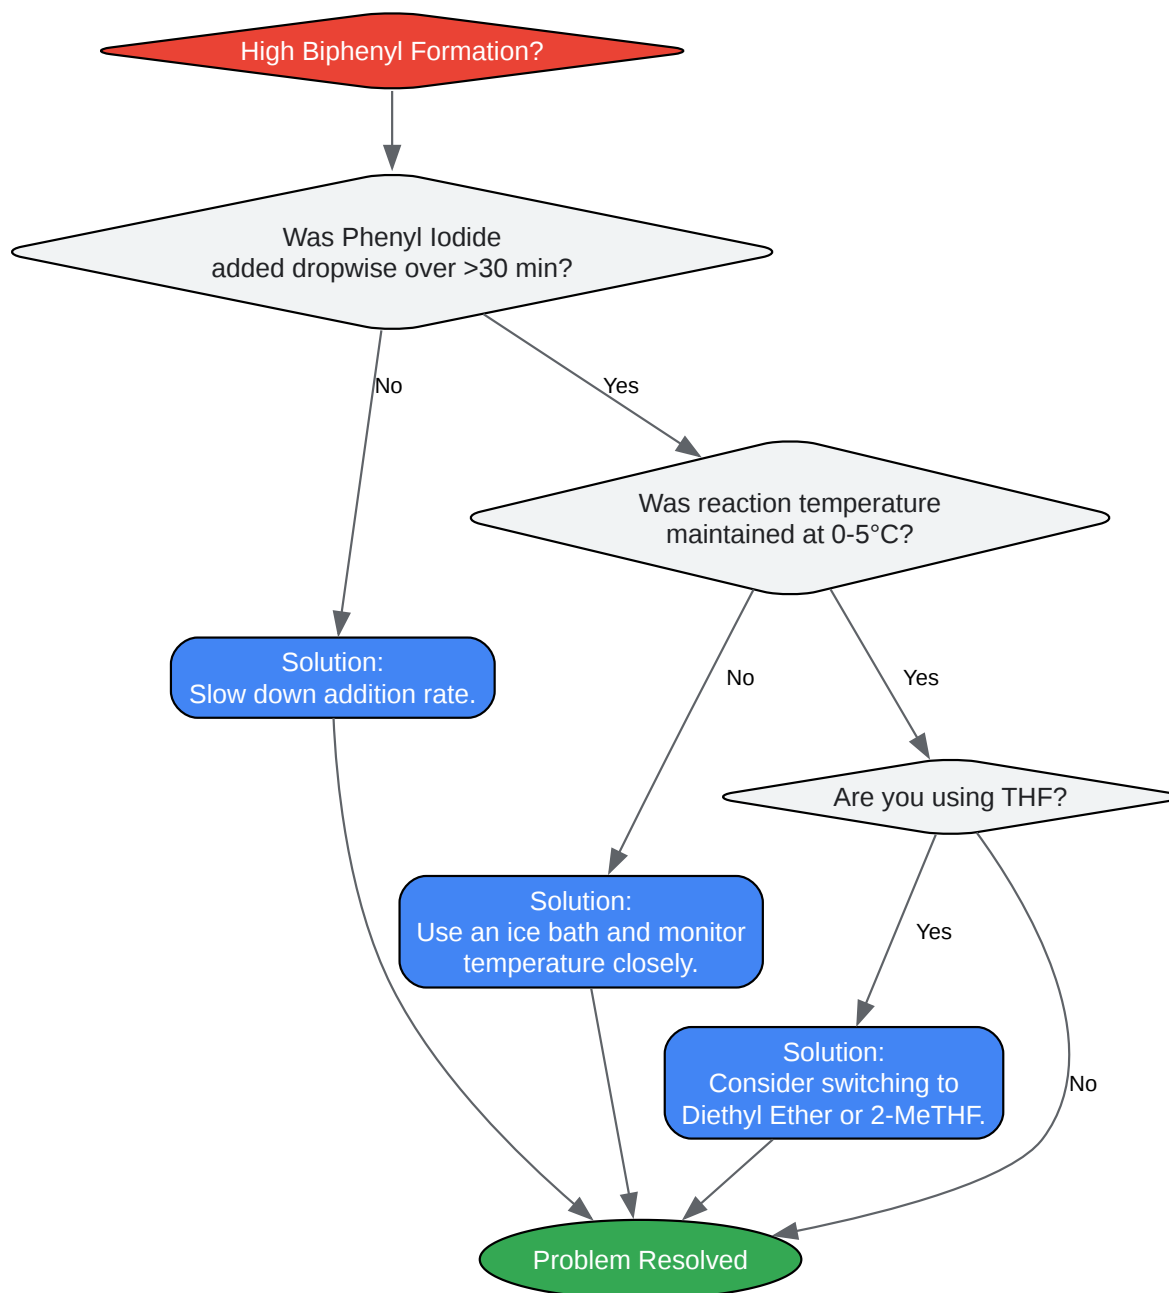 High Biphenyl Formation?
Was Phenyl Iodide
added dropwise over >30 min?
No
Yes
Was reaction temperature
maintained at 0-5°C?
Solution:
Slow down addition rate.
No
Yes
Are you using THF?
Solution:
Use an ice bath and monitor
temperature closely.
Yes
No
Solution:
Consider switching to
Diethyl Ether or 2-MeTHF.
Problem Resolved